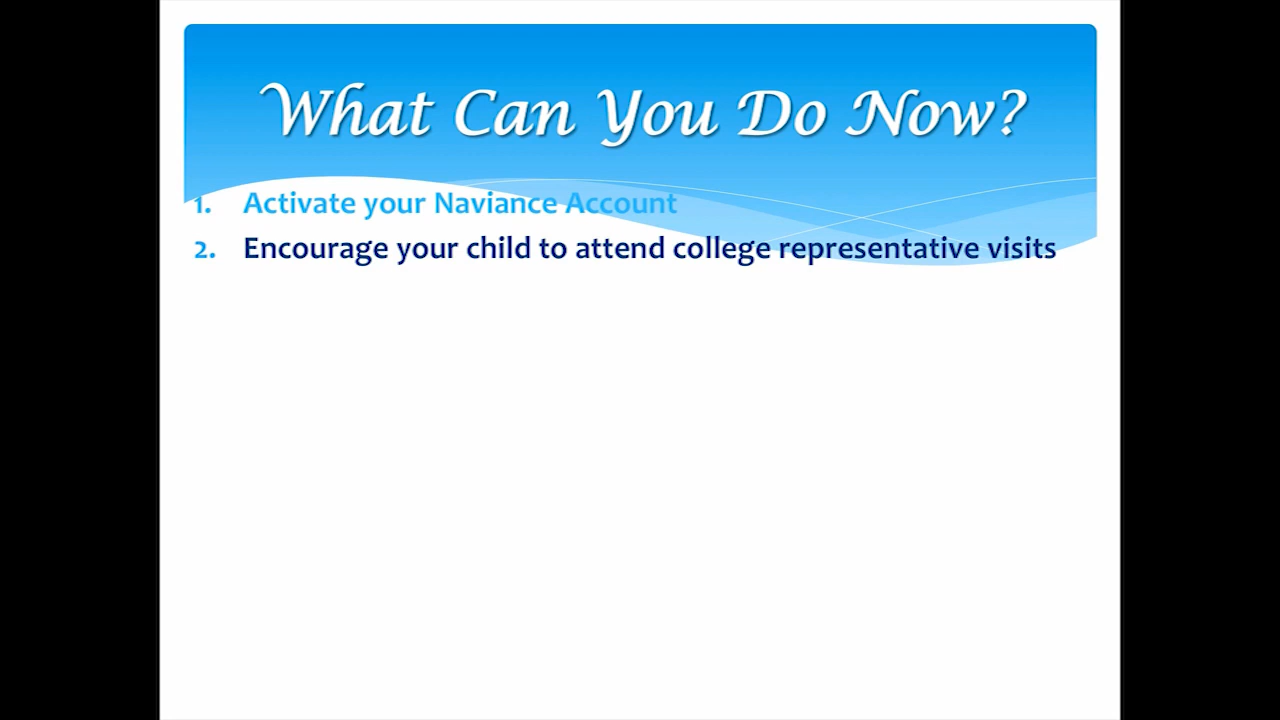 What Can You Do Now?
1. Activate your Naviance Account
2. Encourage your child to attend college representative visits